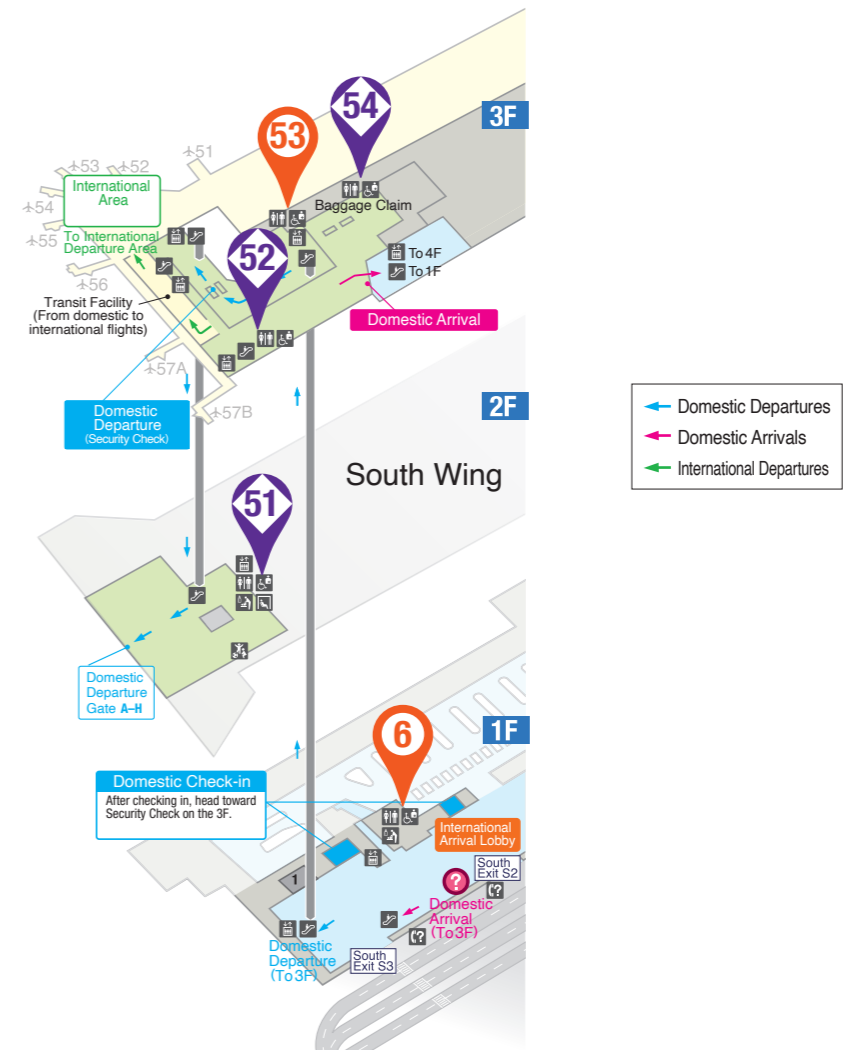 54
3F
53
51
53
52
International
Area
54
Baggage Claim
55
To International
Departure Area
52
To 4F
To 1F
56
Transit Facility
(From domestic to
international flights)
Domestic Arrival
57A
2F
Domestic
Departure
(Security Check)
57B
Domestic Departures
Domestic Arrivals
International Departures
South Wing
51
Domestic
Departure
Gate A–H
6
1F
Domestic Check-in
After checking in, head toward
Security Check on the 3F.
International
Arrival Lobby
South
Exit S2
1
?
?
Domestic
Arrival
(To 3F)
?
Domestic
Departure
(To 3F)
South
Exit S3